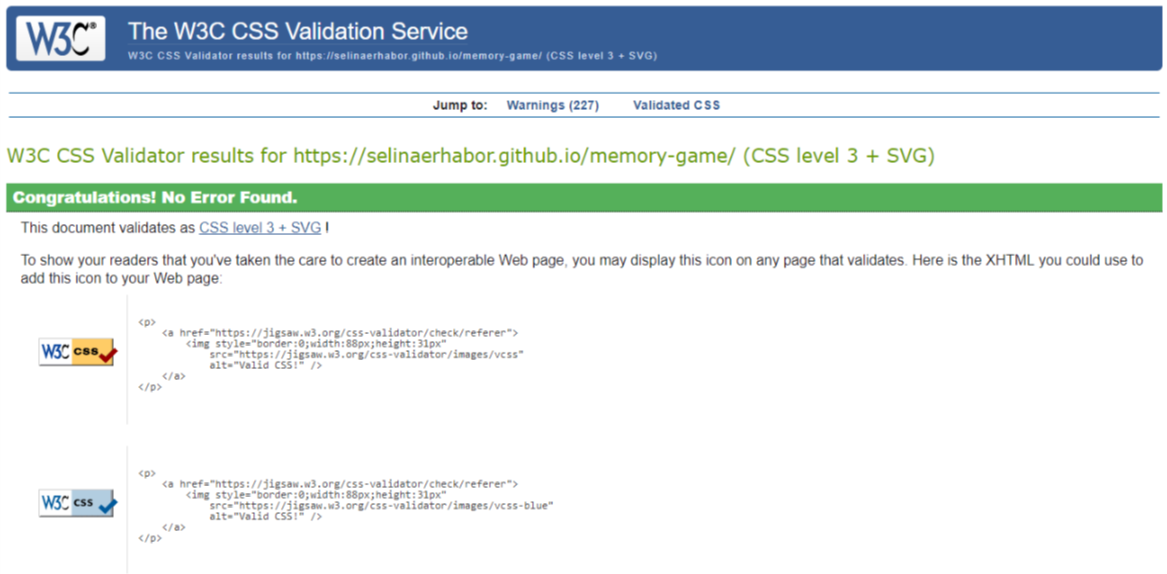 W3C® The W3C CSS Validation Service
W3C CSS Validator results for https://selinaerhabor.github.io/memory-game/ (CSS level 3 + SVG)
Jump to: Warnings (227) Validated CSS
W3C CSS Validator results for https://selinaerhabor.github.io/memory-game/ (CSS level 3 + SVG)
Congratulations! No Error Found.
This document validates as CSS level 3 + SVG !
To show your readers that you've taken the care to create an interoperable Web page, you may display this icon on any page that validates. Here is the XHTML you could use to
add this icon to your Web page:
<p>
<a href="https://jigsaw.w3.org/css-validator/check/referer">
<img style="border:0;width:88px;height:31px"
W3C css
src="https://jigsaw.w3.org/css-validator/images/vcss"
alt="Valid CSS!" />
</a>
</p>
<p>
<a href="https://jigsaw.w3.org/css-validator/check/referer">
<img style="border:0;width:88px;height:31px"
W3C css
src="https://jigsaw.w3.org/css-validator/images/vcss-blue"
alt="Valid CSS!" />
</a>
</p>